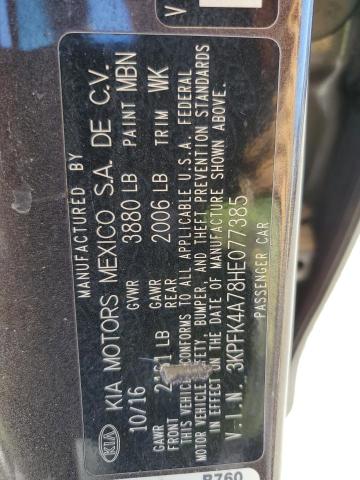 MANUFACTURED BY
KIA KIA MOTORS MEXICO S.A. DE C.V.
10/16 GVWR 3880 LB PAINT MBN
GAWR FRONT LB GAWR REAR 2006 LB TRIM WK
THIS VEHICLE CONFORMS TO ALL APPLICABLE U.S.A. FEDERAL
MOTOR VEHICLE SAFETY, BUMPER, AND THEFT PREVENTION STANDARDS
IN EFFECT ON THE DATE OF MANUFACTURE SHOWN ABOVE.
V.I.N. 3KPFK4A78HE077385
PASSENGER CAR
V
B760